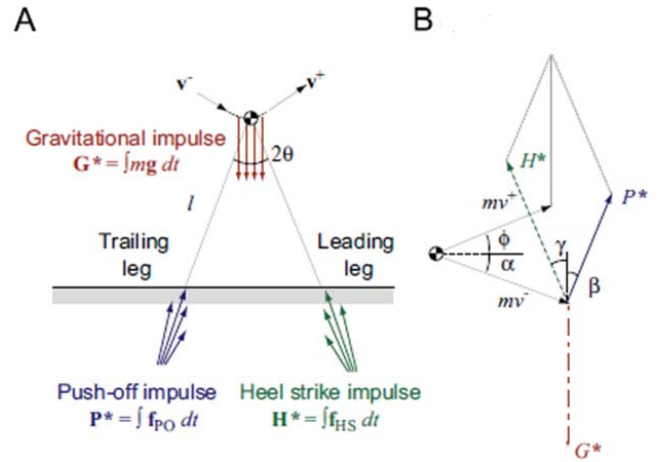 A
B
v⁻
v⁺
Gravitational impulse
G* = ∫mg dt
2θ
l
Trailing
leg
Leading
leg
Push-off impulse
P* = ∫ f_PO dt
Heel strike impulse
H* = ∫f_HS dt
H*
P*
mv⁺
ϕ
α
γ
β
mv⁻
G*